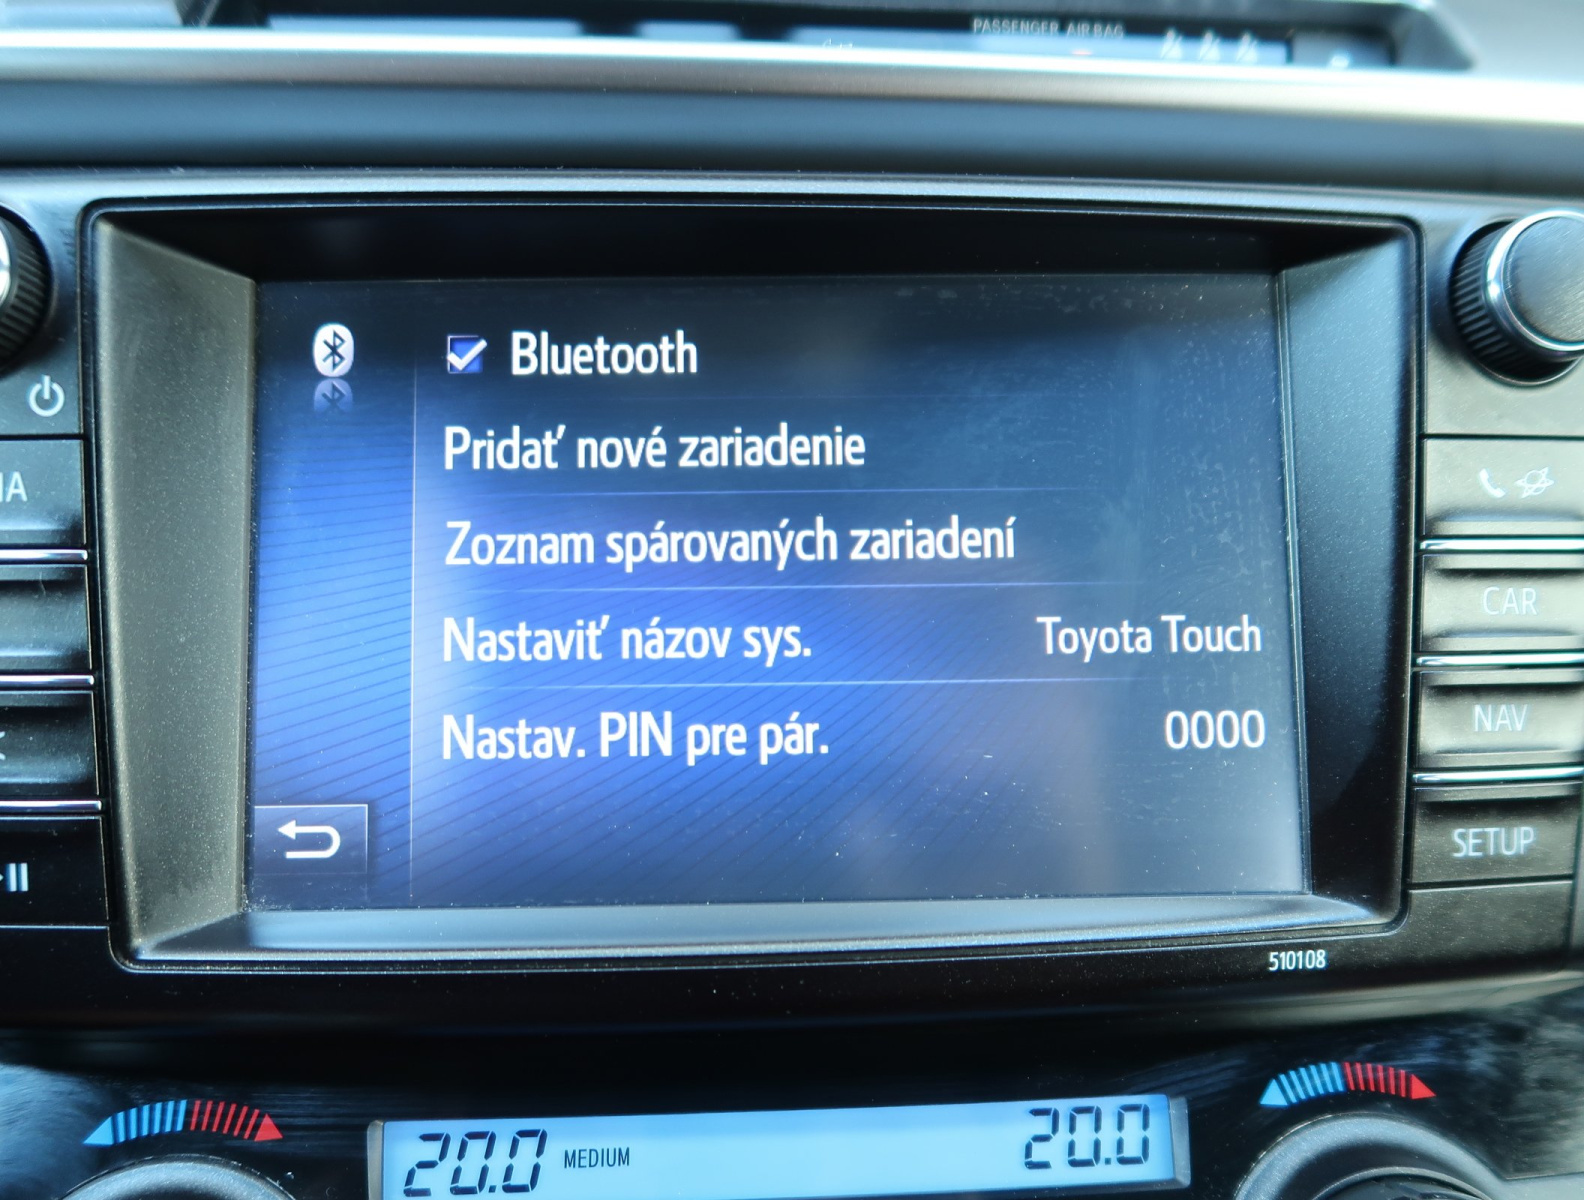 PASSENGER AIR BAG
Bluetooth
Pridať nové zariadenie
Zoznam spárovaných zariadení
Nastaviť názov sys. Toyota Touch
Nastav. PIN pre pár. 0000
CAR
NAV
SETUP
510108
20.0 MEDIUM 20.0